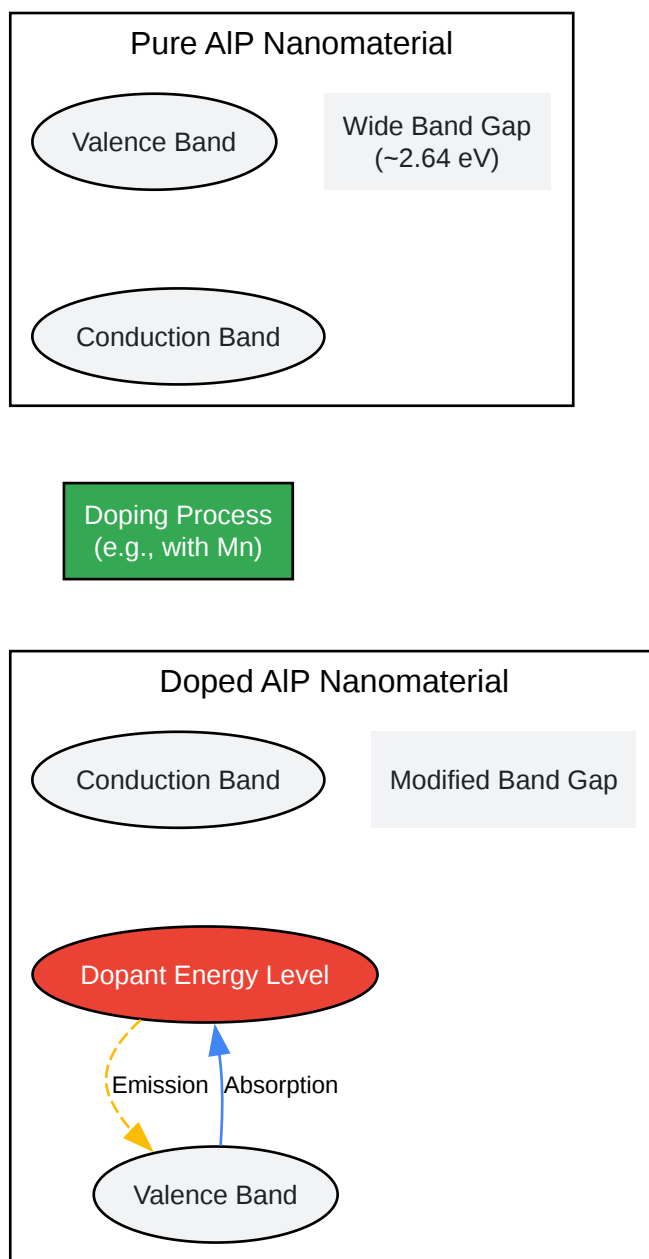 Pure AlP Nanomaterial
Valence Band
Wide Band Gap
(~2.64 eV)
Conduction Band
Doping Process
(e.g., with Mn)
Doped AlP Nanomaterial
Conduction Band
Modified Band Gap
Dopant Energy Level
Emission
Absorption
Valence Band